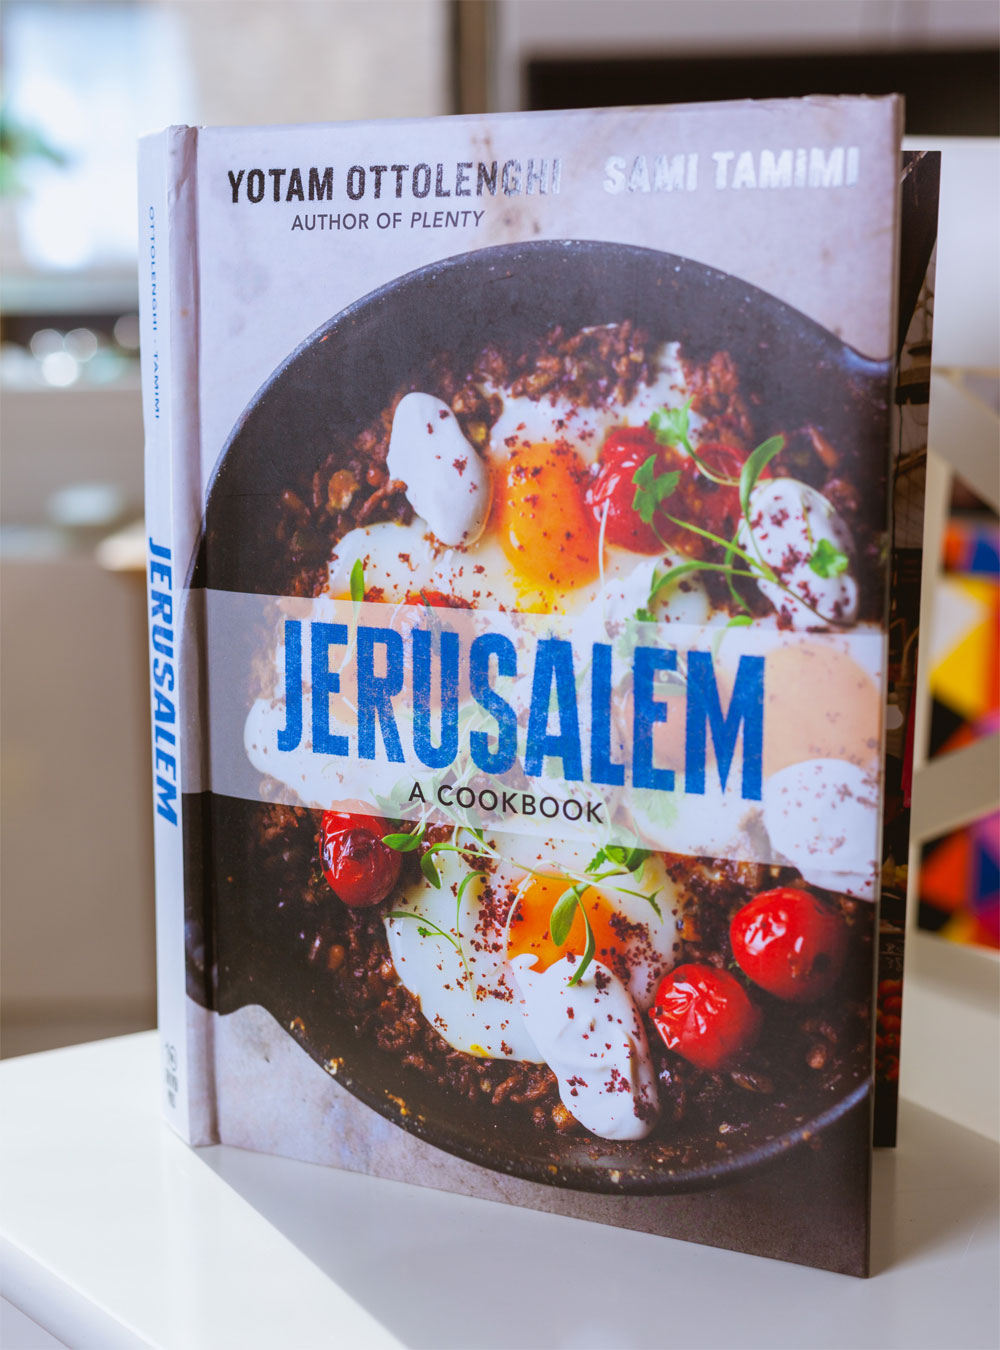 YOTAM OTTOLENGHI SAMI TAMIMI
AUTHOR OF PLENTY
JERUSALEM
A COOKBOOK
OTTOLENGHI · TAMIMI
JERUSALEM